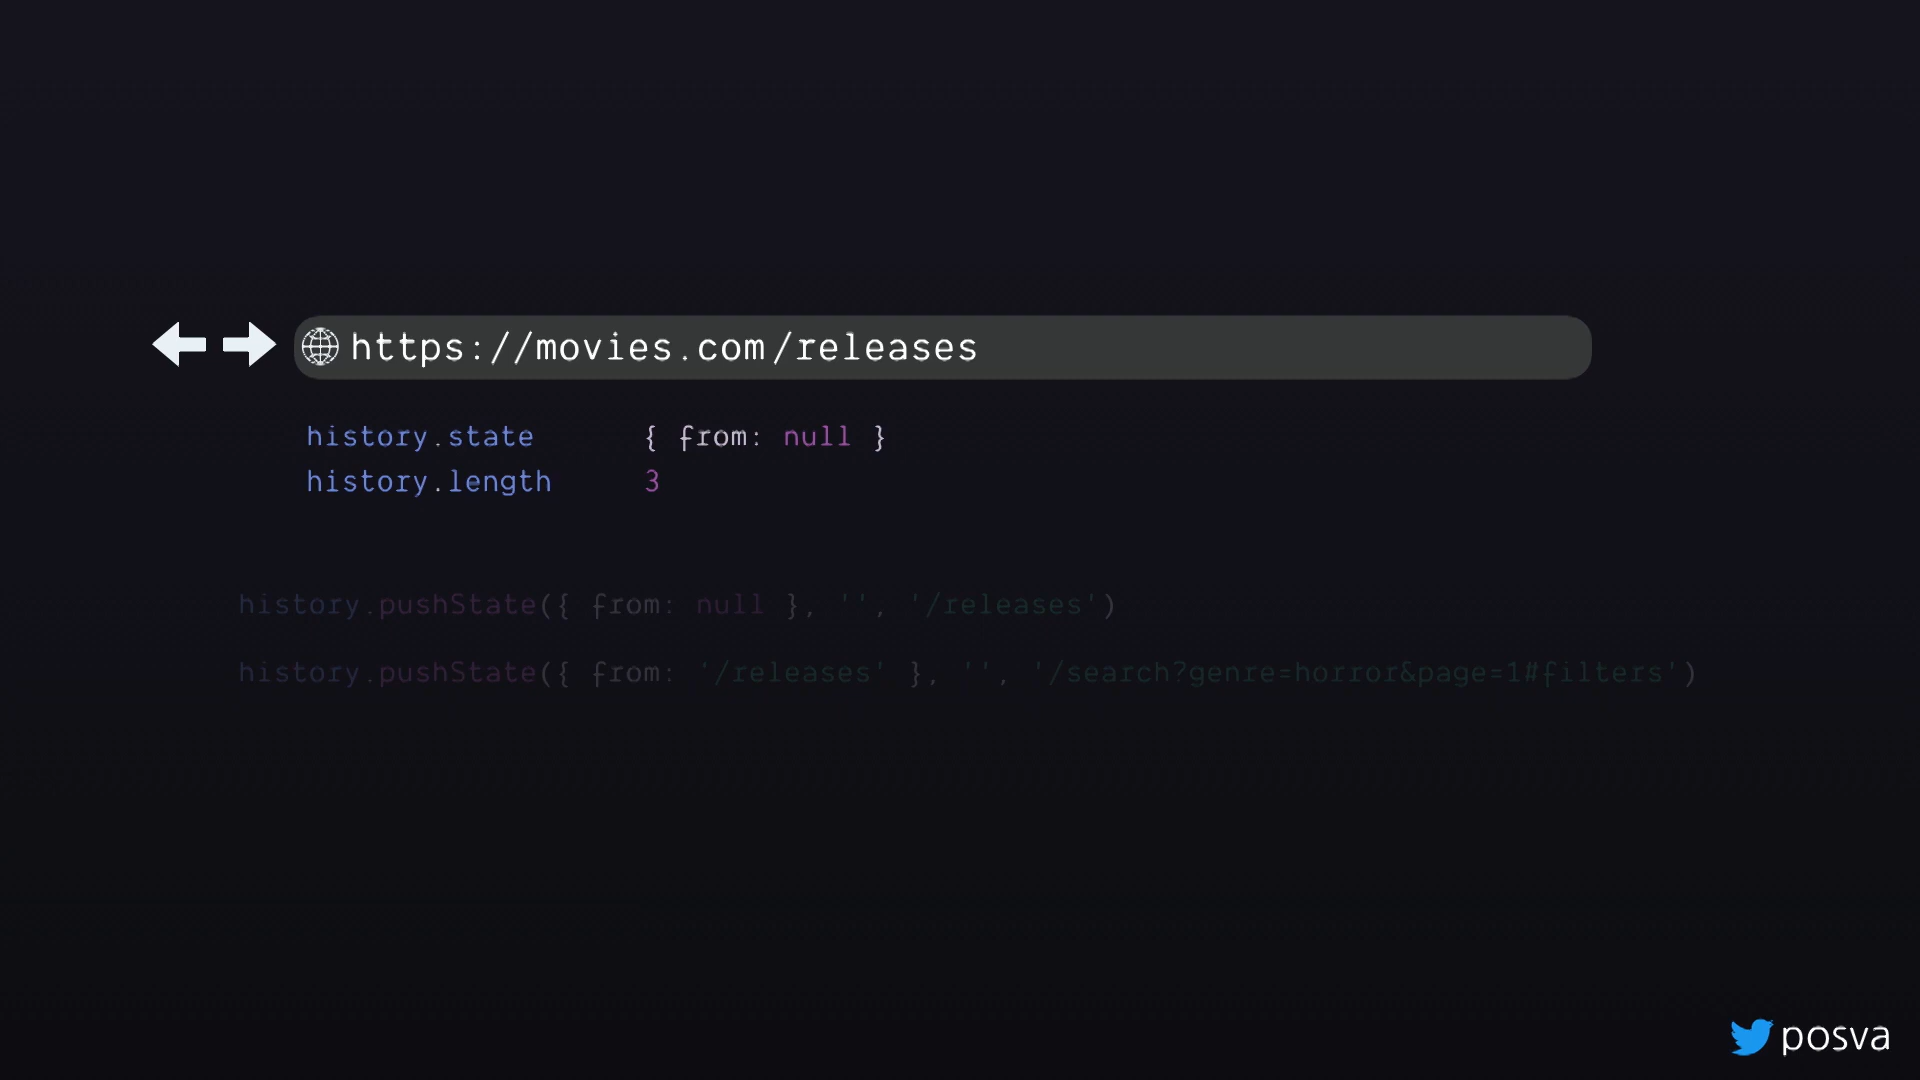 https://movies.com/releases
history.state { from: null }
history.length 3
history.pushState({ from: null }, '', '/releases')
history.pushState({ from: '/releases' }, '', '/search?genre=horror&page=1#filters')
posva